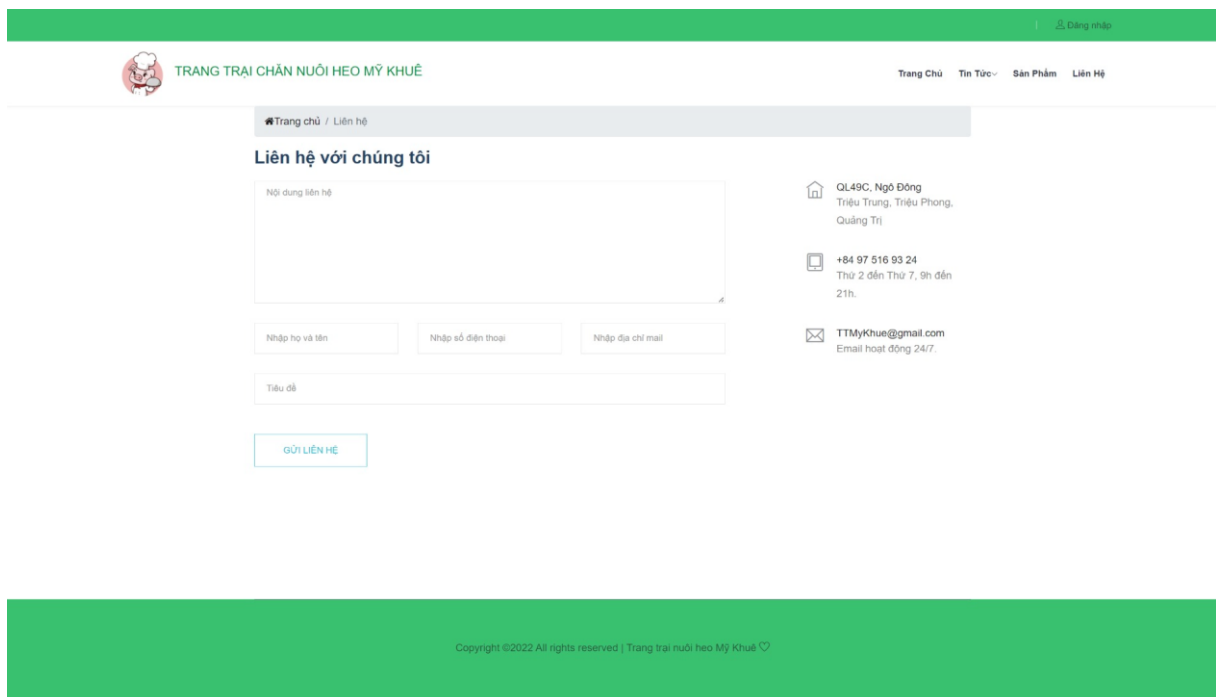 Đăng nhập
TRANG TRẠI CHĂN NUÔI HEO MỸ KHUÊ
Trang Chủ Tin Tức Sản Phẩm Liên Hệ
Trang chủ / Liên hệ
Liên hệ với chúng tôi
Nội dung liên hệ
Nhập họ và tên
Nhập số điện thoại
Nhập địa chỉ mail
Tiêu đề
GỬI LIÊN HỆ
QL49C, Ngô Đồng
Triệu Trung, Triệu Phong,
Quảng Trị
+84 97 516 93 24
Thứ 2 đến Thứ 7, 9h đến
21h.
TTMyKhue@gmail.com
Email hoạt động 24/7.
Copyright ©2022 All rights reserved | Trang trại nuôi heo Mỹ Khuê ♡